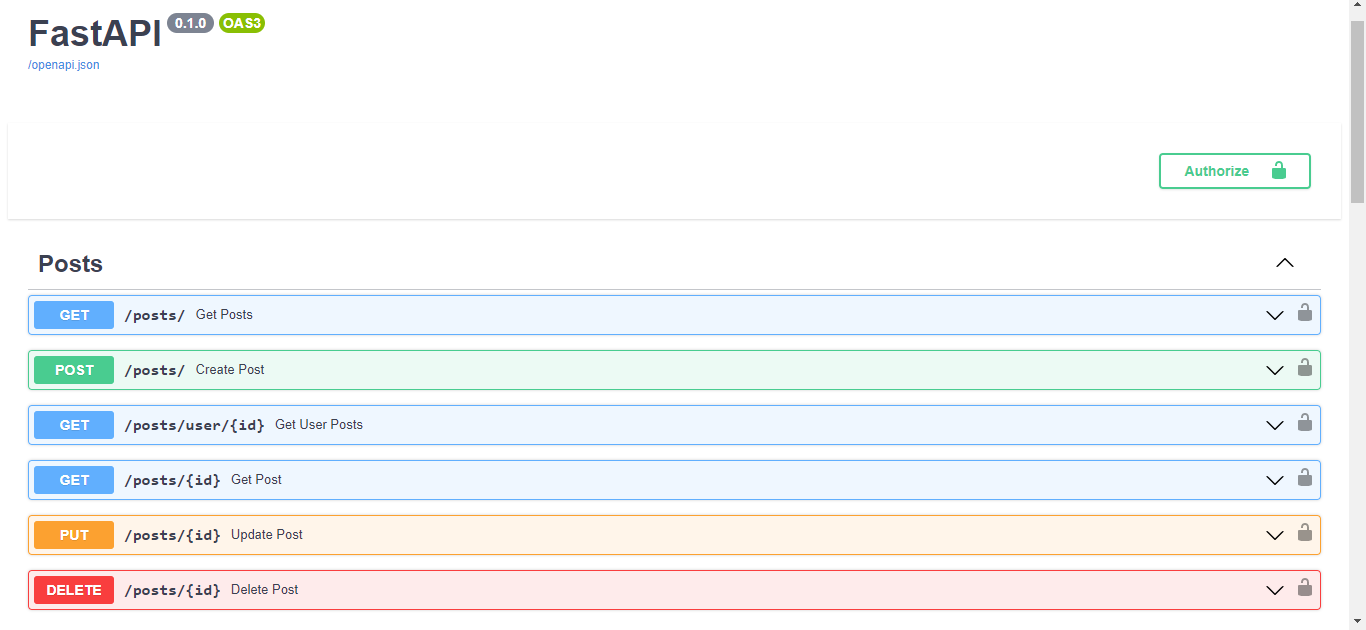 FastAPI 0.1.0 OAS3
/openapi.json
Authorize
Posts
GET /posts/ Get Posts
POST /posts/ Create Post
GET /posts/user/{id} Get User Posts
GET /posts/{id} Get Post
PUT /posts/{id} Update Post
DELETE /posts/{id} Delete Post